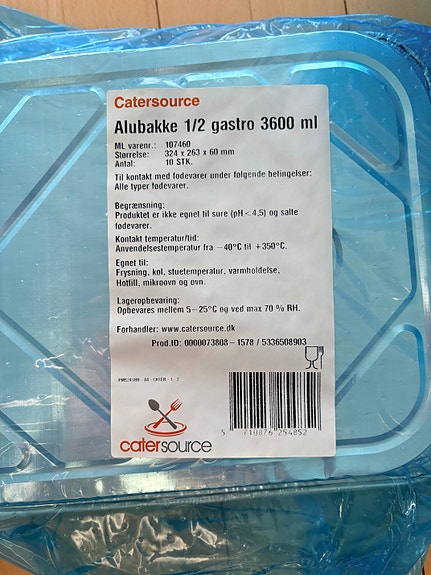 Catersource
Alubakke 1/2 gastro 3600 ml
ML varenr.: 107460
Størrelse: 324 x 263 x 60 mm
Antal: 10 STK.
Til kontakt med fødevarer under følgende betingelser:
Alle typer fødevarer.
Begrænsning:
Produktet er ikke egnet til sure (pH < 4,5) og salte
fødevarer.
Kontakt temperatur/tid:
Anvendelsestemperatur fra -40°C til +350°C.
Egnet til:
Frysning, køl, stuetemperatur, varmholdelse.
Hotfill, mikroovn og ovn.
Lageropbevaring:
Opbevares mellem 5-25°C og ved max 70 % RH.
Forhandler: www.catersource.dk
Prod.ID: 0000073808-1578 / 5336508903
5 710876 254852
catersource